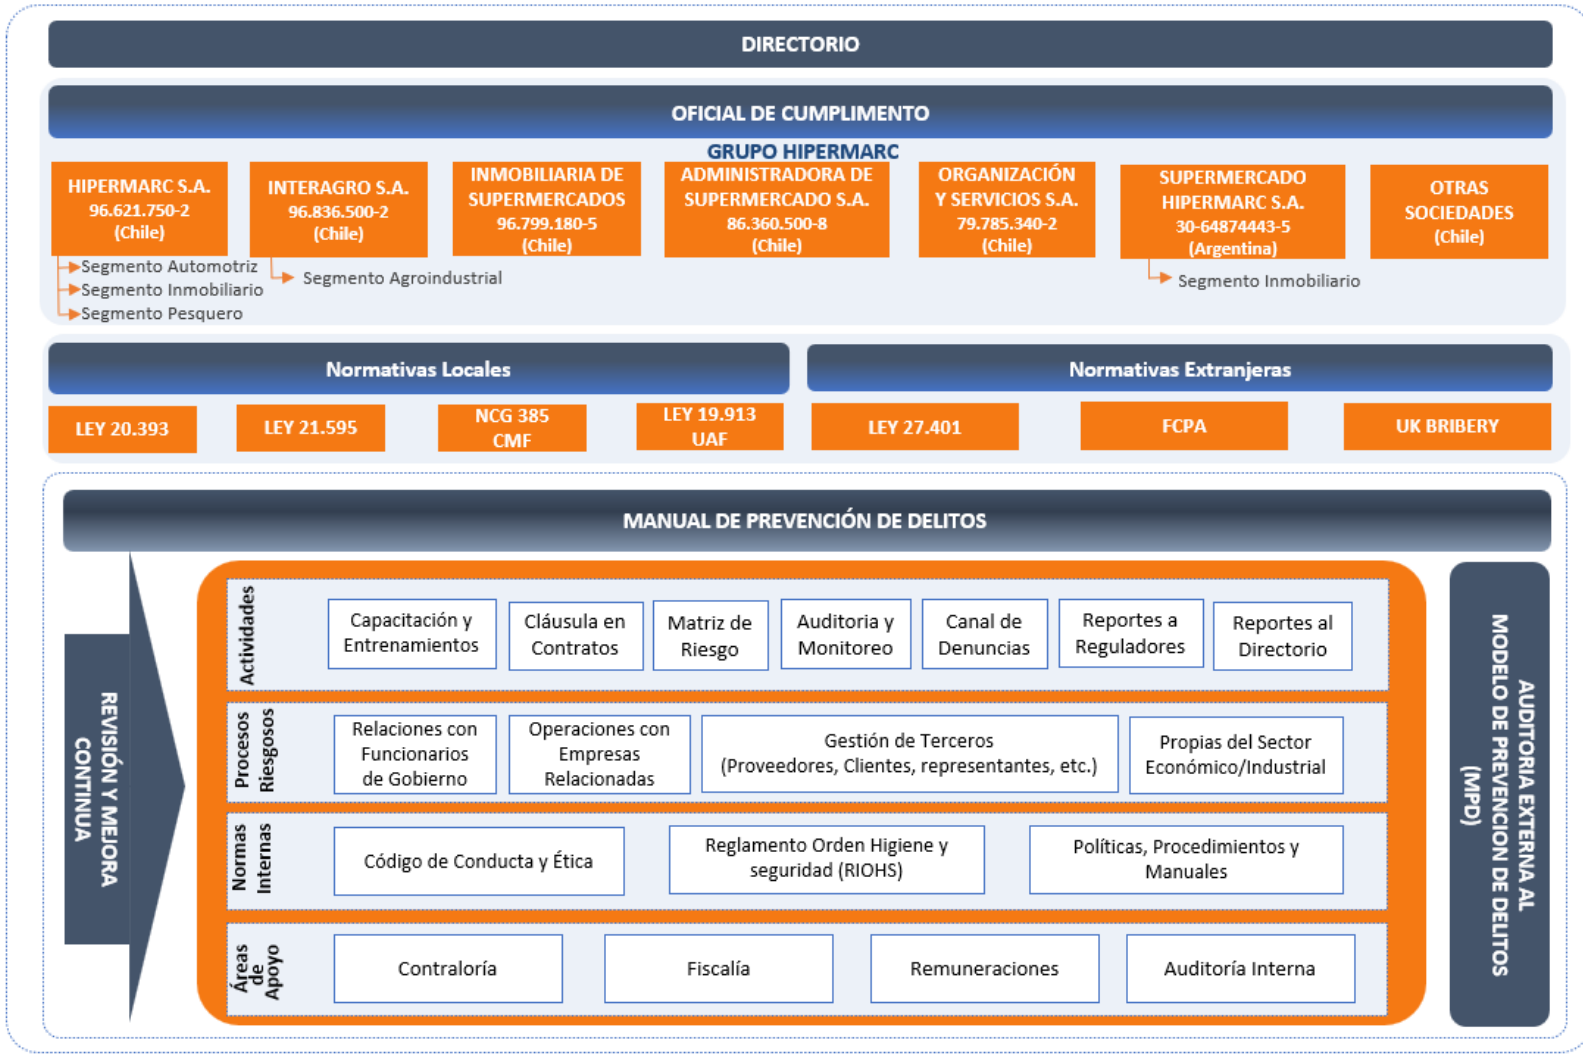 DIRECTORIO
OFICIAL DE CUMPLIMENTO
GRUPO HIPERMARC
HIPERMARC S.A.
96.621.750-2
(Chile)
Segmento Automotriz
Segmento Inmobiliario
Segmento Pesquero
INTERAGRO S.A.
96.836.500-2
(Chile)
Segmento Agroindustrial
INMOBILIARIA DE
SUPERMERCADOS
96.799.180-5
(Chile)
ADMINISTRADORA DE
SUPERMERCADO S.A.
86.360.500-8
(Chile)
ORGANIZACIÓN
Y SERVICIOS S.A.
79.785.340-2
(Chile)
SUPERMERCADO
HIPERMARC S.A.
30-64874443-5
(Argentina)
Segmento Inmobiliario
OTRAS
SOCIEDADES
(Chile)
Normativas Locales
LEY 20.393
LEY 21.595
NCG 385
CMF
LEY 19.913
UAF
Normativas Extranjeras
LEY 27.401
FCPA
UK BRIBERY
MANUAL DE PREVENCIÓN DE DELITOS
REVISIÓN Y MEJORA
CONTINUA
Actividades
Capacitación y
Entrenamientos
Cláusula en
Contratos
Matriz de
Riesgo
Auditoria y
Monitoreo
Canal de
Denuncias
Reportes a
Reguladores
Reportes al
Directorio
Procesos
Riesgosos
Relaciones con
Funcionarios
de Gobierno
Operaciones con
Empresas
Relacionadas
Gestión de Terceros
(Proveedores, Clientes, representantes, etc.)
Propias del Sector
Económico/Industrial
Normas
Internas
Código de Conducta y Ética
Reglamento Orden Higiene y
seguridad (RIOHS)
Políticas, Procedimientos y
Manuales
Áreas
de
Apoyo
Contraloría
Fiscalía
Remuneraciones
Auditoría Interna
AUDITORIA EXTERNA AL
MODELO DE PREVENCION DE DELITOS
(MPD)